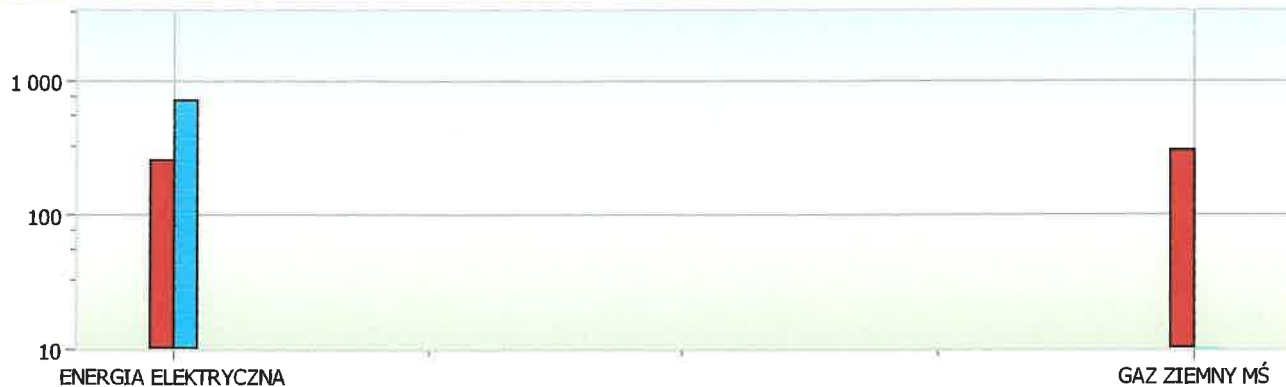 1 000
100
10
ENERGIA ELEKTRYCZNA
GAZ ZIEMNY MŚ